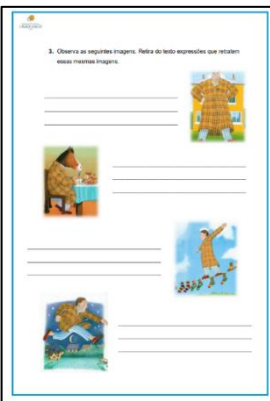 3. Observa as seguintes imagens. Retira do texto expressões que retratem
essas mesmas imagens.